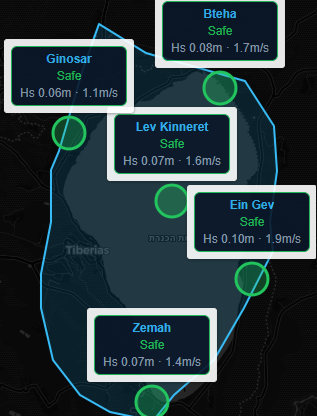 Bteha
Safe
Hs 0.08m · 1.7m/s
Ginosar
Safe
Hs 0.06m · 1.1m/s
Lev Kinneret
Safe
Hs 0.07m · 1.6m/s
Ein Gev
Safe
Hs 0.10m · 1.9m/s
Tiberias
הכנרת
Zemah
Safe
Hs 0.07m · 1.4m/s